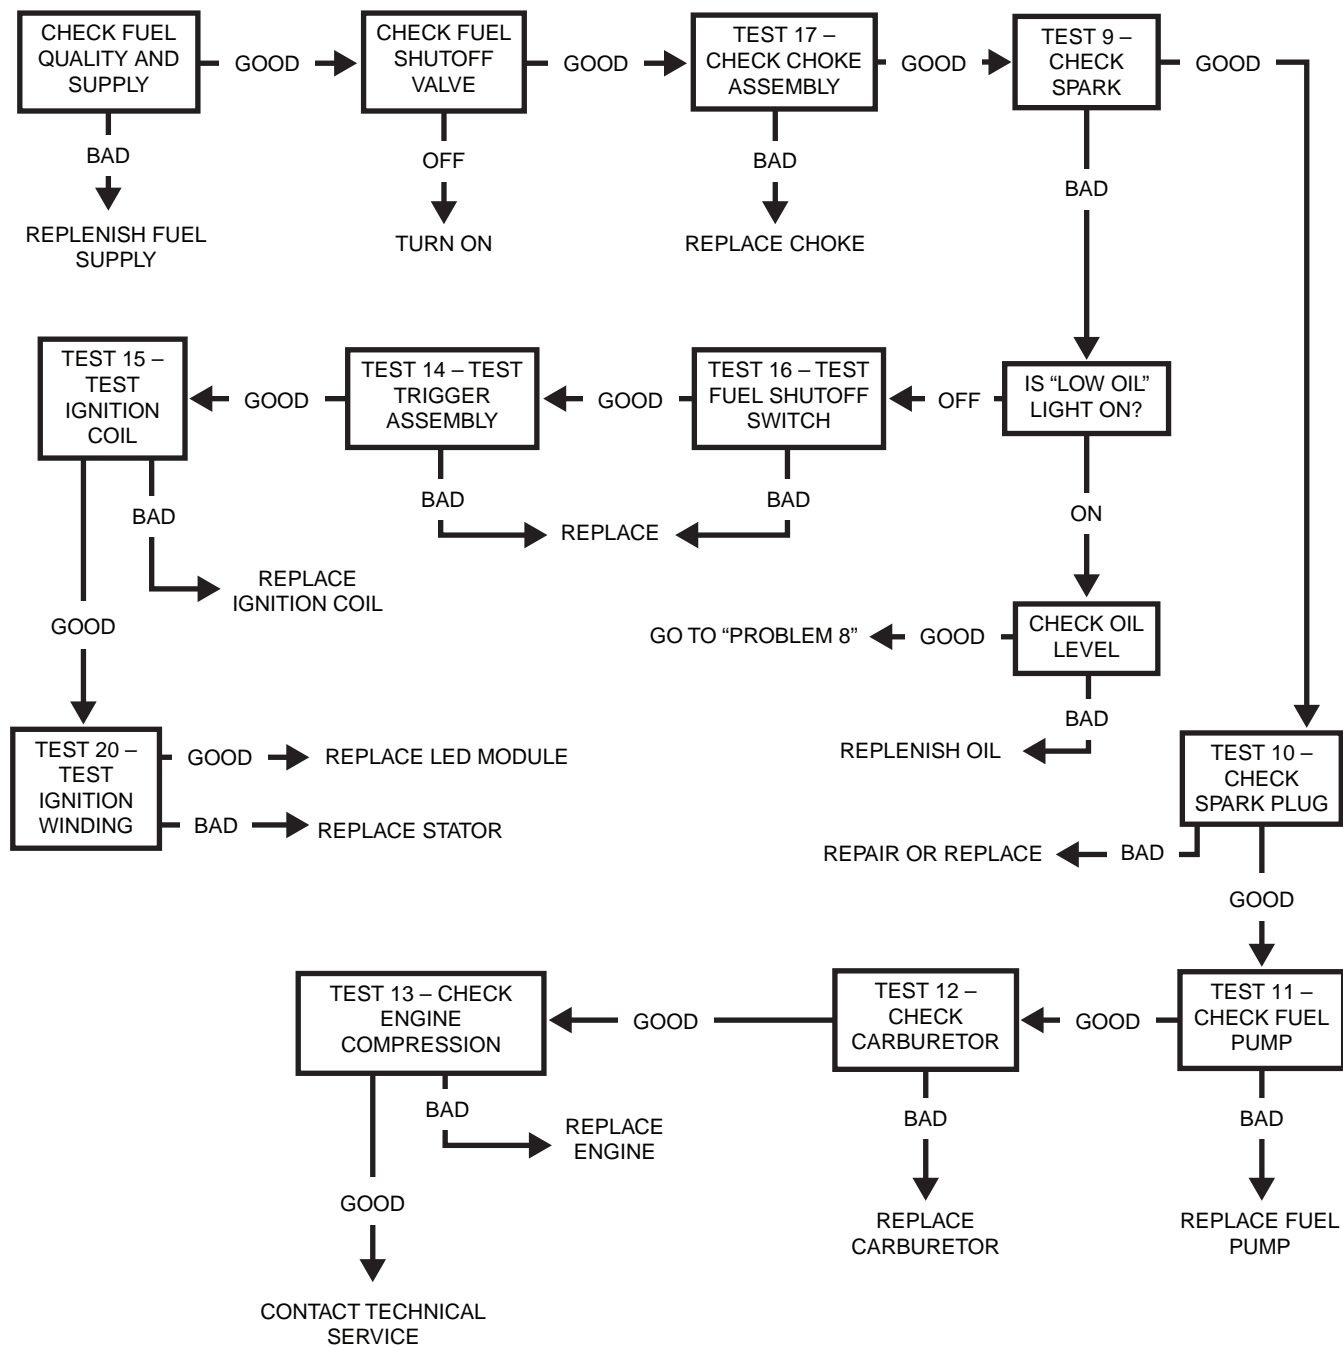 CHECK FUEL
QUALITY AND
SUPPLY
GOOD
CHECK FUEL
SHUTOFF
VALVE
GOOD
TEST 17 –
CHECK CHOKE
ASSEMBLY
GOOD
TEST 9 –
CHECK
SPARK
GOOD
BAD
OFF
BAD
BAD
REPLENISH FUEL
SUPPLY
TURN ON
REPLACE CHOKE
TEST 15 –
TEST
IGNITION
COIL
GOOD
TEST 14 – TEST
TRIGGER
ASSEMBLY
GOOD
TEST 16 – TEST
FUEL SHUTOFF
SWITCH
OFF
IS “LOW OIL”
LIGHT ON?
BAD
BAD
BAD
ON
REPLACE
REPLACE
IGNITION COIL
GOOD
GO TO “PROBLEM 8”
GOOD
CHECK OIL
LEVEL
BAD
REPLENISH OIL
TEST 20 –
TEST
IGNITION
WINDING
GOOD
REPLACE LED MODULE
BAD
REPLACE STATOR
TEST 10 –
CHECK
SPARK PLUG
REPAIR OR REPLACE
BAD
GOOD
TEST 13 – CHECK
ENGINE
COMPRESSION
GOOD
TEST 12 –
CHECK
CARBURETOR
GOOD
TEST 11 –
CHECK FUEL
PUMP
BAD
REPLACE
ENGINE
BAD
BAD
GOOD
REPLACE
CARBURETOR
REPLACE FUEL
PUMP
CONTACT TECHNICAL
SERVICE